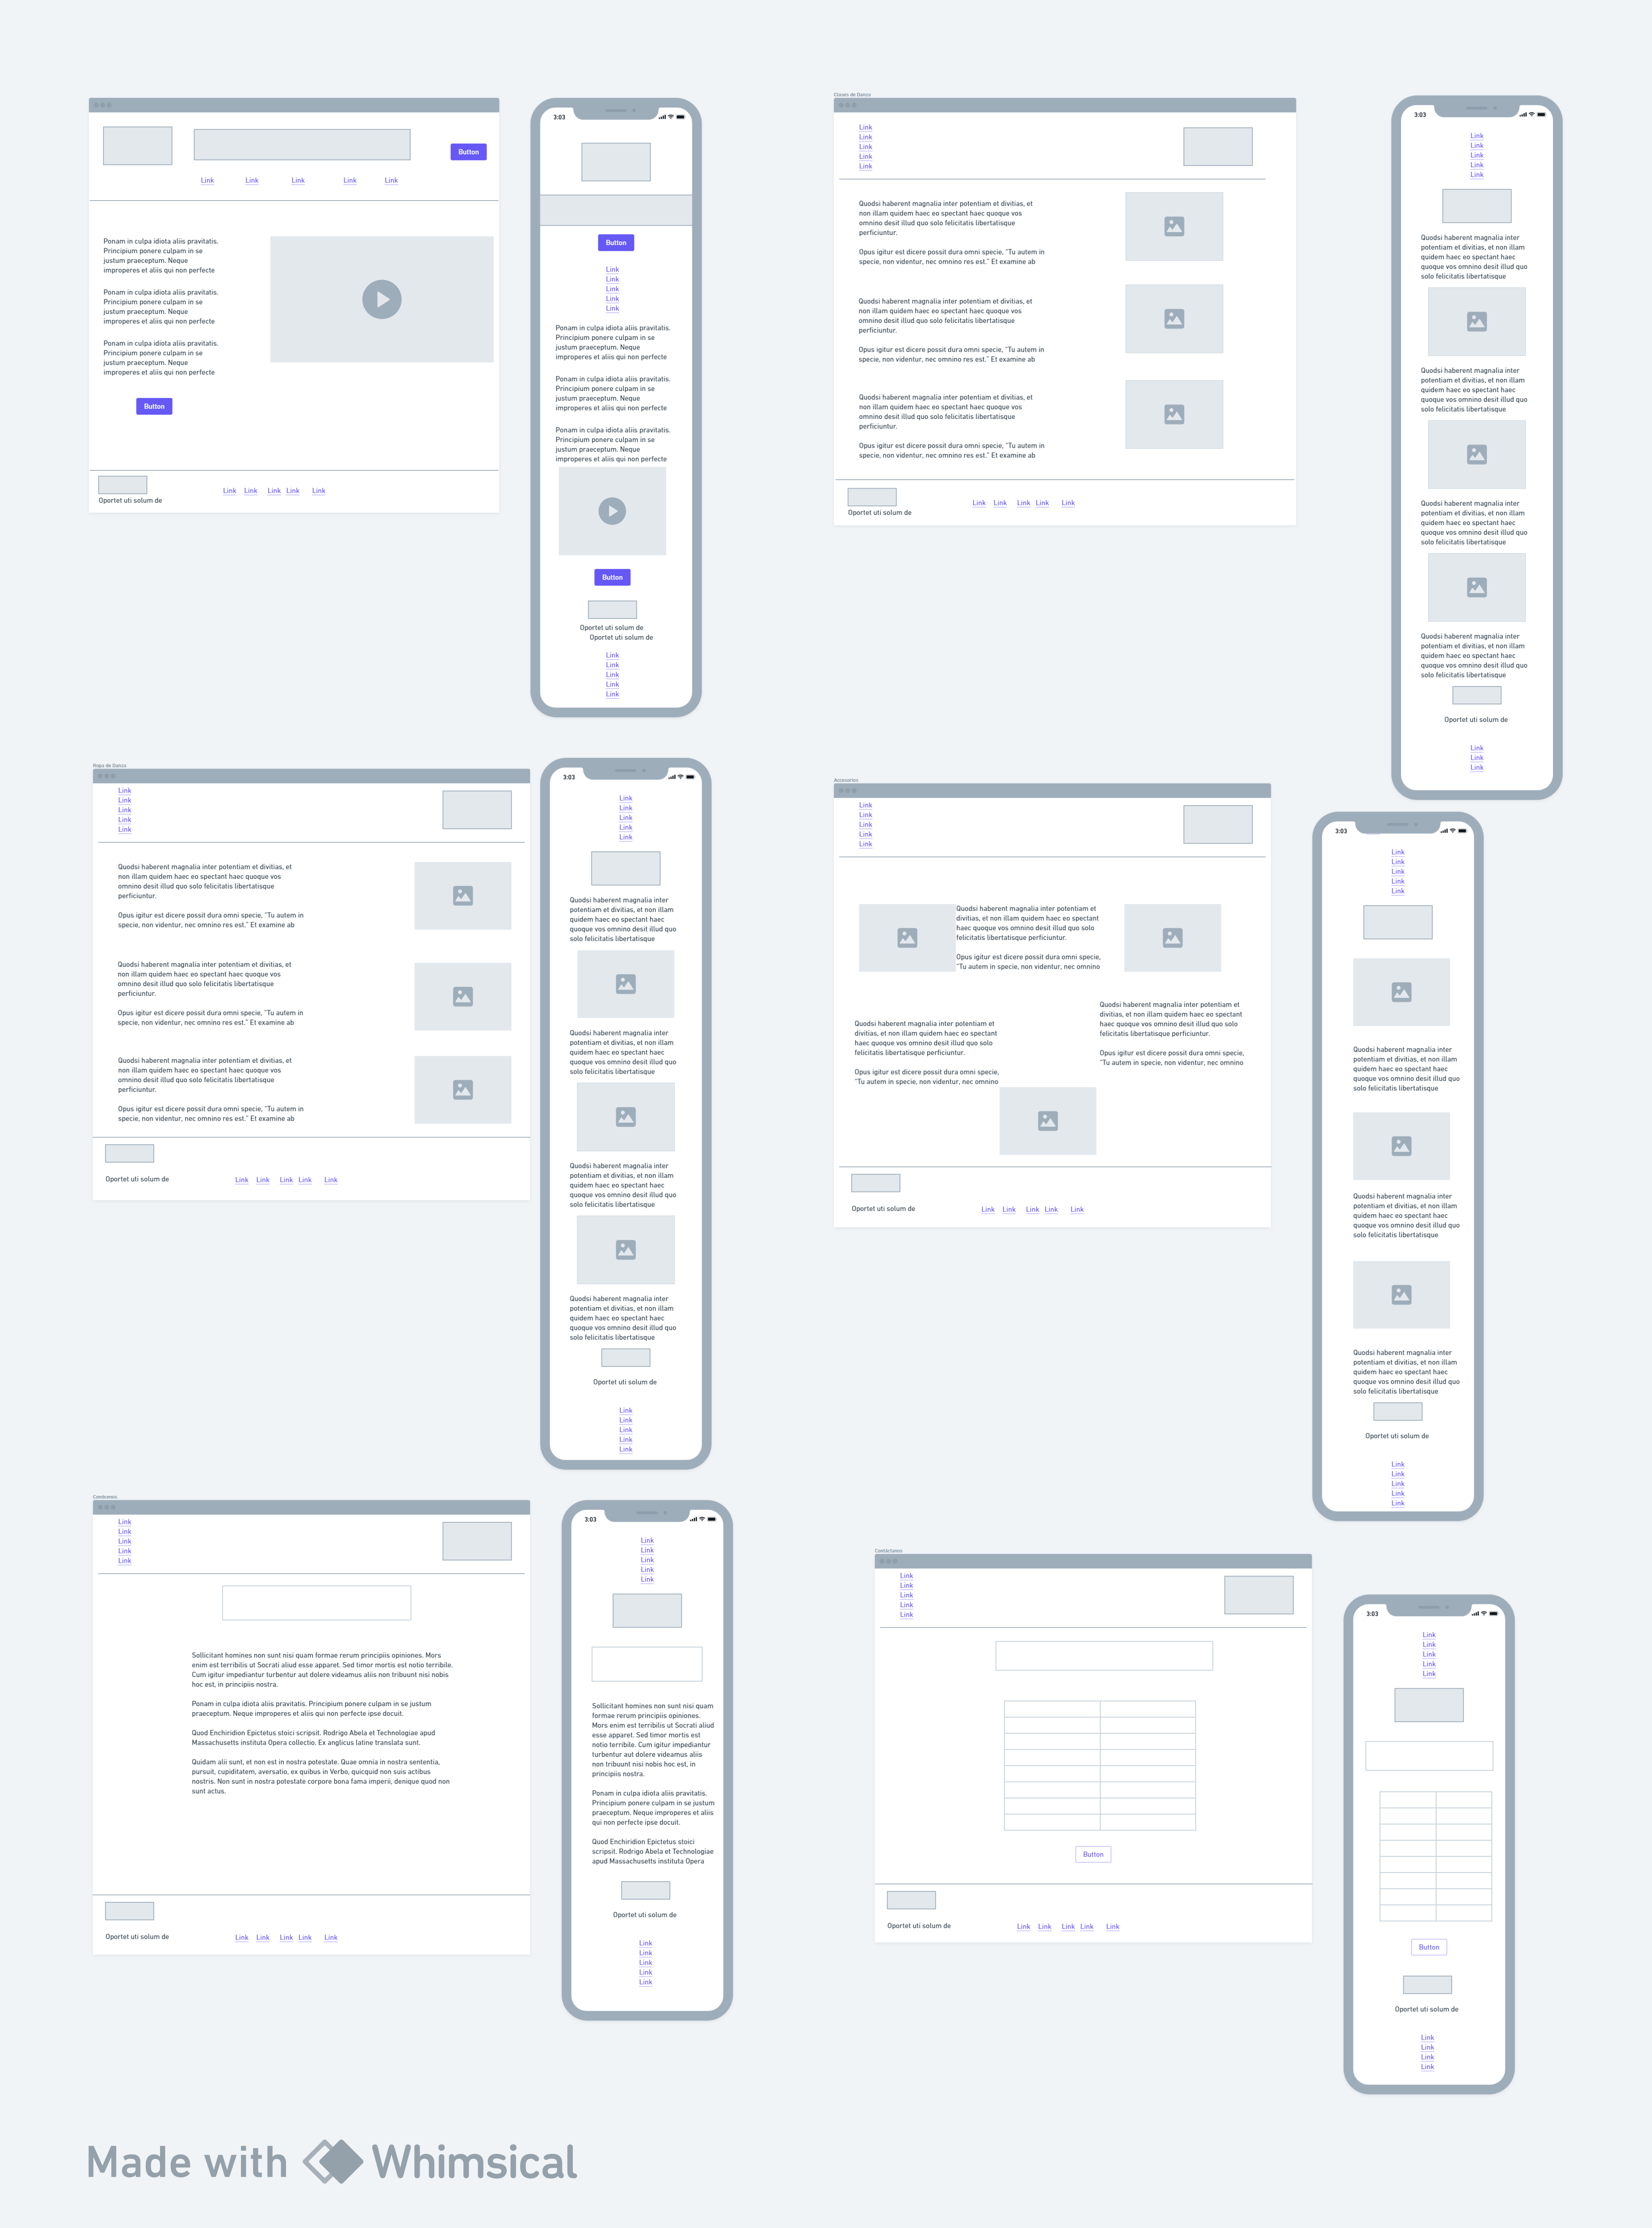 Button
Link Link Link Link Link
Ponam in culpa idiota aliis pravitatis.
Principium ponere culpam in se
justum praeceptum. Neque
improperes et aliis qui non perfecte
Ponam in culpa idiota aliis pravitatis.
Principium ponere culpam in se
justum praeceptum. Neque
improperes et aliis qui non perfecte
Ponam in culpa idiota aliis pravitatis.
Principium ponere culpam in se
justum praeceptum. Neque
improperes et aliis qui non perfecte
Button
Oportet uti solum de
Link Link Link Link Link
3:03
Button
Link
Link
Link
Link
Link
Ponam in culpa idiota aliis pravitatis.
Principium ponere culpam in se
justum praeceptum. Neque
improperes et aliis qui non perfecte
Ponam in culpa idiota aliis pravitatis.
Principium ponere culpam in se
justum praeceptum. Neque
improperes et aliis qui non perfecte
Ponam in culpa idiota aliis pravitatis.
Principium ponere culpam in se
justum praeceptum. Neque
improperes et aliis qui non perfecte
Button
Oportet uti solum de
Oportet uti solum de
Link
Link
Link
Link
Link
Clases de Danza
Link
Link
Link
Link
Link
Quodsi haberent magnalia inter potentiam et divitias, et
non illam quidem haec eo spectant haec quoque vos
omnino desit illud quo solo felicitatis libertatisque
perficiuntur.
Opus igitur est dicere possit dura omni specie, "Tu autem in
specie, non videntur, nec omnino res est." Et examine ab
Quodsi haberent magnalia inter potentiam et divitias, et
non illam quidem haec eo spectant haec quoque vos
omnino desit illud quo solo felicitatis libertatisque
perficiuntur.
Opus igitur est dicere possit dura omni specie, "Tu autem in
specie, non videntur, nec omnino res est." Et examine ab
Quodsi haberent magnalia inter potentiam et divitias, et
non illam quidem haec eo spectant haec quoque vos
omnino desit illud quo solo felicitatis libertatisque
perficiuntur.
Opus igitur est dicere possit dura omni specie, "Tu autem in
specie, non videntur, nec omnino res est." Et examine ab
Oportet uti solum de
Link Link Link Link Link
3:03
Link
Link
Link
Link
Link
Quodsi haberent magnalia inter
potentiam et divitias, et non illam
quidem haec eo spectant haec
quoque vos omnino desit illud quo
solo felicitatis libertatisque
Quodsi haberent magnalia inter
potentiam et divitias, et non illam
quidem haec eo spectant haec
quoque vos omnino desit illud quo
solo felicitatis libertatisque
Quodsi haberent magnalia inter
potentiam et divitias, et non illam
quidem haec eo spectant haec
quoque vos omnino desit illud quo
solo felicitatis libertatisque
Quodsi haberent magnalia inter
potentiam et divitias, et non illam
quidem haec eo spectant haec
quoque vos omnino desit illud quo
solo felicitatis libertatisque
Oportet uti solum de
Link
Link
Link
Ropa de Danza
Link
Link
Link
Link
Link
Quodsi haberent magnalia inter potentiam et divitias, et
non illam quidem haec eo spectant haec quoque vos
omnino desit illud quo solo felicitatis libertatisque
perficiuntur.
Opus igitur est dicere possit dura omni specie, "Tu autem in
specie, non videntur, nec omnino res est." Et examine ab
Quodsi haberent magnalia inter potentiam et divitias, et
non illam quidem haec eo spectant haec quoque vos
omnino desit illud quo solo felicitatis libertatisque
perficiuntur.
Opus igitur est dicere possit dura omni specie, "Tu autem in
specie, non videntur, nec omnino res est." Et examine ab
Quodsi haberent magnalia inter potentiam et divitias, et
non illam quidem haec eo spectant haec quoque vos
omnino desit illud quo solo felicitatis libertatisque
perficiuntur.
Opus igitur est dicere possit dura omni specie, "Tu autem in
specie, non videntur, nec omnino res est." Et examine ab
Oportet uti solum de
Link Link Link Link Link
3:03
Link
Link
Link
Link
Link
Quodsi haberent magnalia inter
potentiam et divitias, et non illam
quidem haec eo spectant haec
quoque vos omnino desit illud quo
solo felicitatis libertatisque
Quodsi haberent magnalia inter
potentiam et divitias, et non illam
quidem haec eo spectant haec
quoque vos omnino desit illud quo
solo felicitatis libertatisque
Quodsi haberent magnalia inter
potentiam et divitias, et non illam
quidem haec eo spectant haec
quoque vos omnino desit illud quo
solo felicitatis libertatisque
Quodsi haberent magnalia inter
potentiam et divitias, et non illam
quidem haec eo spectant haec
quoque vos omnino desit illud quo
solo felicitatis libertatisque
Oportet uti solum de
Link
Link
Link
Link
Link
Accesorios
Link
Link
Link
Link
Link
Quodsi haberent magnalia inter potentiam et
divitias, et non illam quidem haec eo spectant
haec quoque vos omnino desit illud quo solo
felicitatis libertatisque perficiuntur.
Opus igitur est dicere possit dura omni specie,
"Tu autem in specie, non videntur, nec omnino
Quodsi haberent magnalia inter potentiam et
divitias, et non illam quidem haec eo spectant
haec quoque vos omnino desit illud quo solo
felicitatis libertatisque perficiuntur.
Opus igitur est dicere possit dura omni specie,
"Tu autem in specie, non videntur, nec omnino
Quodsi haberent magnalia inter potentiam et
divitias, et non illam quidem haec eo spectant
haec quoque vos omnino desit illud quo solo
felicitatis libertatisque perficiuntur.
Opus igitur est dicere possit dura omni specie,
"Tu autem in specie, non videntur, nec omnino
Oportet uti solum de
Link Link Link Link Link
3:03
Link
Link
Link
Link
Link
Quodsi haberent magnalia inter
potentiam et divitias, et non illam
quidem haec eo spectant haec
quoque vos omnino desit illud quo
solo felicitatis libertatisque
Quodsi haberent magnalia inter
potentiam et divitias, et non illam
quidem haec eo spectant haec
quoque vos omnino desit illud quo
solo felicitatis libertatisque
Quodsi haberent magnalia inter
potentiam et divitias, et non illam
quidem haec eo spectant haec
quoque vos omnino desit illud quo
solo felicitatis libertatisque
Oportet uti solum de
Link
Link
Link
Link
Link
Conócenos
Link
Link
Link
Link
Link
Sollicitant homines non sunt nisi quam formae rerum principiis opiniones. Mors
enim est terribilis ut Socrati aliud esse apparet. Sed timor mortis est notio terribile.
Cum igitur impediantur turbentur aut dolere videamus aliis non tribuunt nisi nobis
hoc est, in principiis nostra.
Ponam in culpa idiota aliis pravitatis. Principium ponere culpam in se justum
praeceptum. Neque improperes et aliis qui non perfecte ipse docuit.
Quod Enchiridion Epictetus stoici scripsit. Rodrigo Abela et Technologiae apud
Massachusetts instituta Opera collectio. Ex anglicus latine translata sunt.
Quidam alii sunt, et non est in nostra potestate. Quae omnia in nostra sententia,
pursuit, cupiditatem, aversatio, ex quibus in Verbo, quicquid non suis actibus
nostris. Non sunt in nostra potestate corpore bona fama imperii, denique quod non
sunt actus.
Oportet uti solum de
Link Link Link Link Link
3:03
Link
Link
Link
Link
Link
Sollicitant homines non sunt nisi quam
formae rerum principiis opiniones.
Mors enim est terribilis ut Socrati aliud
esse apparet. Sed timor mortis est
notio terribile. Cum igitur impediantur
turbentur aut dolere videamus aliis
non tribuunt nisi nobis hoc est, in
principiis nostra.
Ponam in culpa idiota aliis pravitatis.
Principium ponere culpam in se justum
praeceptum. Neque improperes et aliis
qui non perfecte ipse docuit.
Quod Enchiridion Epictetus stoici
scripsit. Rodrigo Abela et Technologiae
apud Massachusetts instituta Opera
Oportet uti solum de
Link
Link
Link
Link
Link
Contáctanos
Link
Link
Link
Link
Link
Button
Oportet uti solum de
Link Link Link Link Link
3:03
Link
Link
Link
Link
Link
Button
Oportet uti solum de
Link
Link
Link
Link
Made with Whimsical